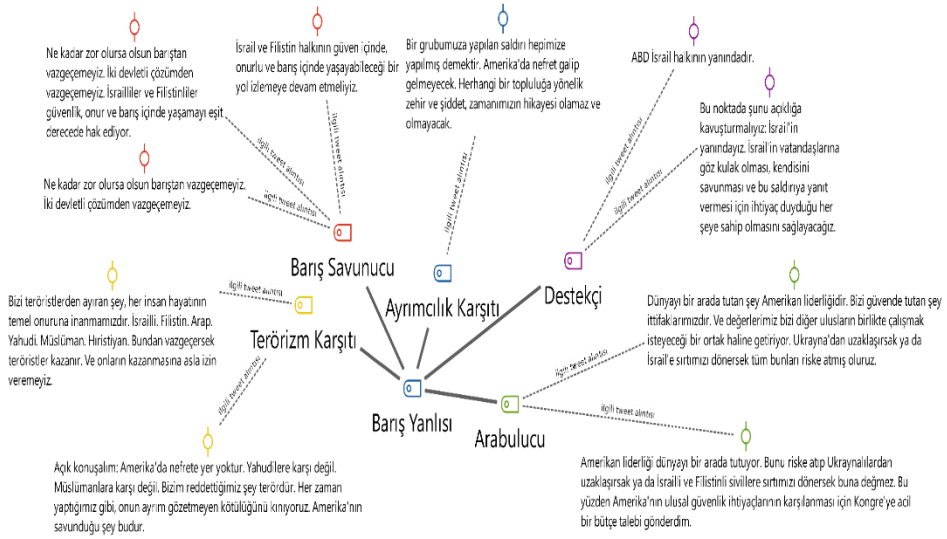 Ne kadar zor olursa olsun barıştan
vazgeçemeyiz. İki devletli çözümden
vazgeçemeyiz. İsrailliler ve Filistinliler
güvenlik, onur ve barış içinde yaşamayı eşit
derecede hak ediyor.
ilgili tweet alıntısı
İsrail ve Filistin halkının güven içinde,
onurlu ve barış içinde yaşayabileceği bir
yol izlemeye devam etmeliyiz.
ilgili tweet alıntısı
Bir grubumuza yapılan saldırı hepimize
yapılmış demektir. Amerika'da nefret galip
gelmeyecek. Herhangi bir topluluğa yönelik
zehir ve şiddet, zamanımızın hikayesi olamaz ve
olmayacak.
ilgili tweet alıntısı
ABD İsrail halkının yanındadır.
ilgili tweet alıntısı
Bu noktada şunu açıklığa
kavuşturmalıyız: İsrail'in
yanındayız. İsrail'in vatandaşlarına
göz kulak olması, kendisini
savunması ve bu saldırıya yanıt
vermesi için ihtiyaç duyduğu her
şeye sahip olmasını sağlayacağız.
ilgili tweet alıntısı
Ne kadar zor olursa olsun barıştan vazgeçemeyiz.
İki devletli çözümden vazgeçemeyiz.
ilgili tweet alıntısı
Barış Savunucu
Ayrımcılık Karşıtı
Destekçi
Bizi teröristlerden ayıran şey, her insan hayatının
temel onuruna inanmamızdır. İsrailli. Filistin. Arap.
Yahudi. Müslüman. Hıristiyan. Bundan vazgeçersek
teröristler kazanır. Ve onların kazanmasına asla izin
veremeyiz.
ilgili tweet alıntısı
Terörizm Karşıtı
Dünyayı bir arada tutan şey Amerikan liderliğidir. Bizi güvende tutan şey
ittifaklarımızdır. Ve değerlerimiz bizi diğer ulusların birlikte çalışmak
isteyeceği bir ortak haline getiriyor. Ukrayna'dan uzaklaşırsak ya da
İsrail'e sırtımızı dönersek tüm bunları riske atmış oluruz.
ilgili tweet alıntısı
Barış Yanlısı
Arabulucu
ilgili tweet alıntısı
ilgili tweet alıntısı
Açık konuşalım: Amerika'da nefrete yer yoktur. Yahudilere karşı değil.
Müslümanlara karşı değil. Bizim reddettiğimiz şey terördür. Her zaman
yaptığımız gibi, onun ayrım gözetmeyen kötülüğünü kınıyoruz. Amerika'nın
savunduğu şey budur.
Amerikan liderliği dünyayı bir arada tutuyor. Bunu riske atıp Ukraynalılardan
uzaklaşırsak ya da İsrailli ve Filistinli sivillere sırtımızı dönersek buna değmez. Bu
yüzden Amerika'nın ulusal güvenlik ihtiyaçlarının karşılanması için Kongre'ye acil
bir bütçe talebi gönderdim.